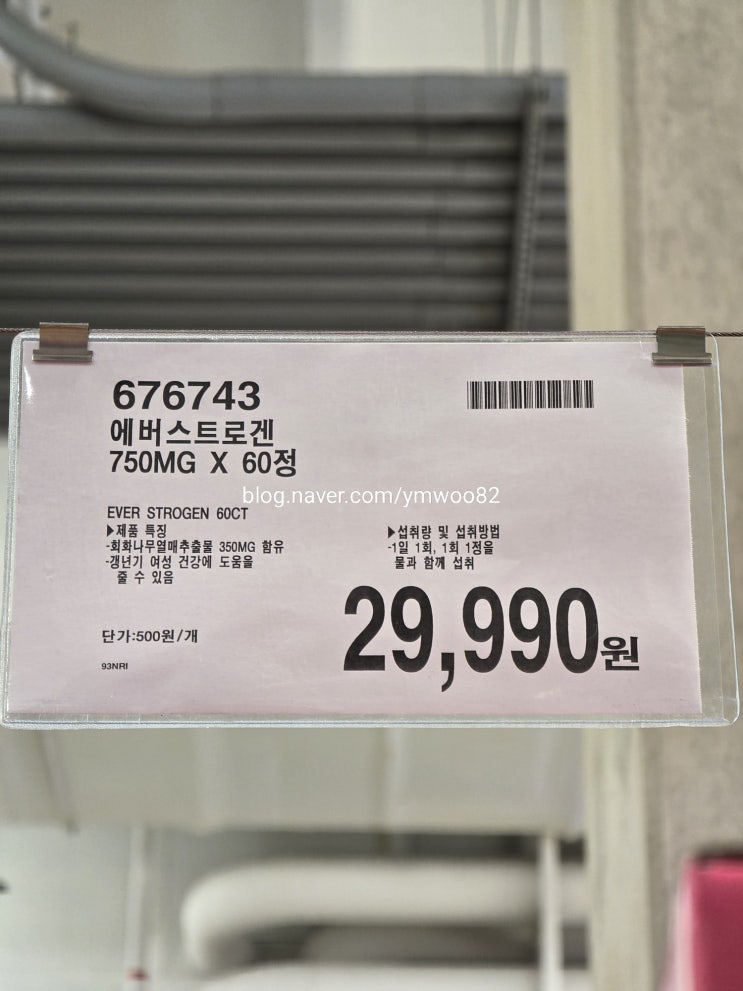 676743
에버스트로겐
750MG X 60정
blog.naver.com/ymwoo82
EVER STROGEN 60CT
▶제품 특징
-회화나무열매추출물 350MG 함유
-갱년기 여성 건강에 도움을
줄 수 있음
▶섭취량 및 섭취방법
-1일 1회, 1회 1정을
물과 함께 섭취
29,990원
단가:500원/개
93NRI